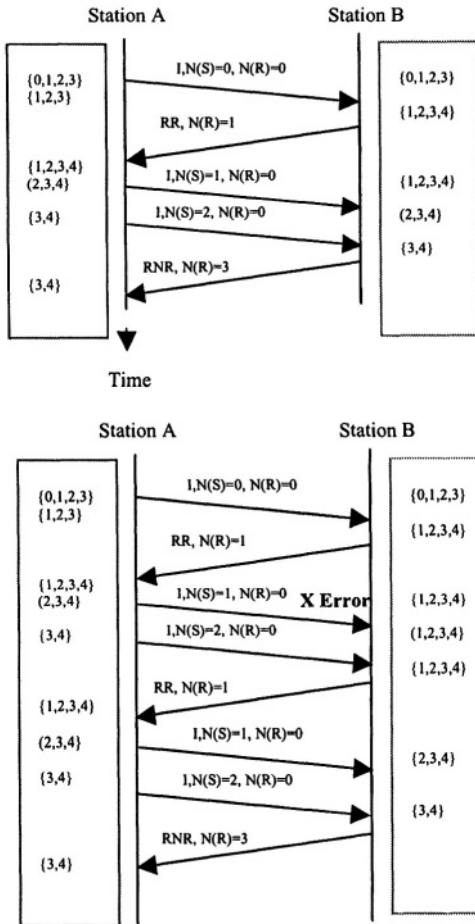 Station A Station B
{0,1,2,3} I,N(S)=0, N(R)=0 {0,1,2,3}
{1,2,3}
{1,2,3,4}
RR, N(R)=1
{1,2,3,4} {1,2,3,4}
(2,3,4} I,N(S)=1, N(R)=0
{3,4} I,N(S)=2, N(R)=0 (2,3,4}
{3,4}
{3,4} RNR, N(R)=3
Time
Station A Station B
{0,1,2,3} I,N(S)=0, N(R)=0 {0,1,2,3}
{1,2,3}
{1,2,3,4}
RR, N(R)=1
{1,2,3,4}
(2,3,4} I,N(S)=1, N(R)=0 X Error {1,2,3,4}
{3,4} I,N(S)=2, N(R)=0 (1,2,3,4}
{1,2,3,4}
RR, N(R)=1
{1,2,3,4}
(2,3,4} I,N(S)=1, N(R)=0
{2,3,4}
{3,4} I,N(S)=2, N(R)=0
{3,4}
RNR, N(R)=3
{3,4}